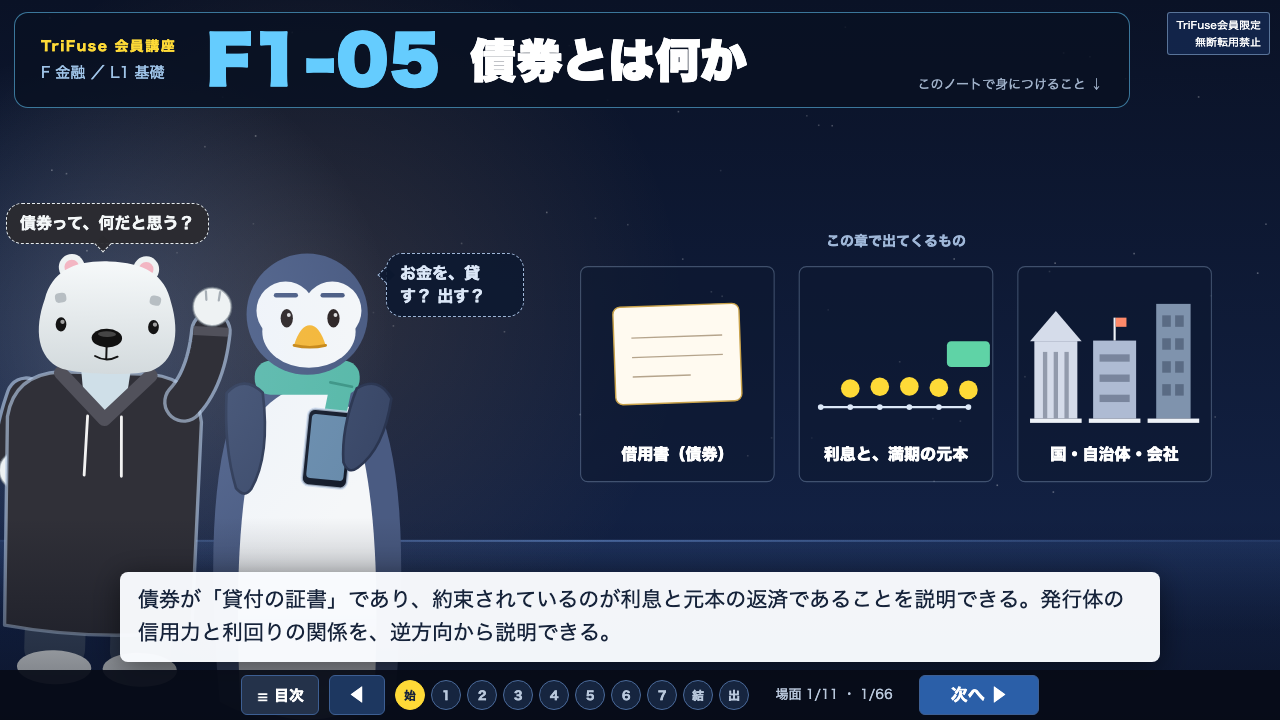 TriFuse 会員講座
F 金融 ／ L1 基礎
F1-05 債券とは何か
このノートで身につけること ↓
TriFuse会員限定
無断転用禁止
債券って、何だと思う？
お金を、貸
す？ 出す？
この章で出てくるもの
借用書（債券）
利息と、満期の元本
国・自治体・会社
債券が「貸付の証書」であり、約束されているのが利息と元本の返済であることを説明できる。発行体の
信用力と利回りの関係を、逆方向から説明できる。
≡ 目次
◀
始 1 2 3 4 5 6 7 結 出
場面 1/11 ・ 1/66
次へ ▶